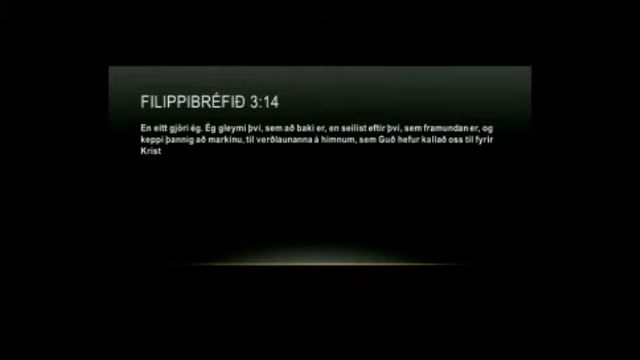 FILIPPIBRÉFIÐ 3:14
En eitt gjöri ég. Ég gleymi því, sem að baki er, en seilist eftir því, sem framundan er, og
keppi þannig að markinu, til verðlaunanna á himnum, sem Guð hefur kallað oss til fyrir
Krist